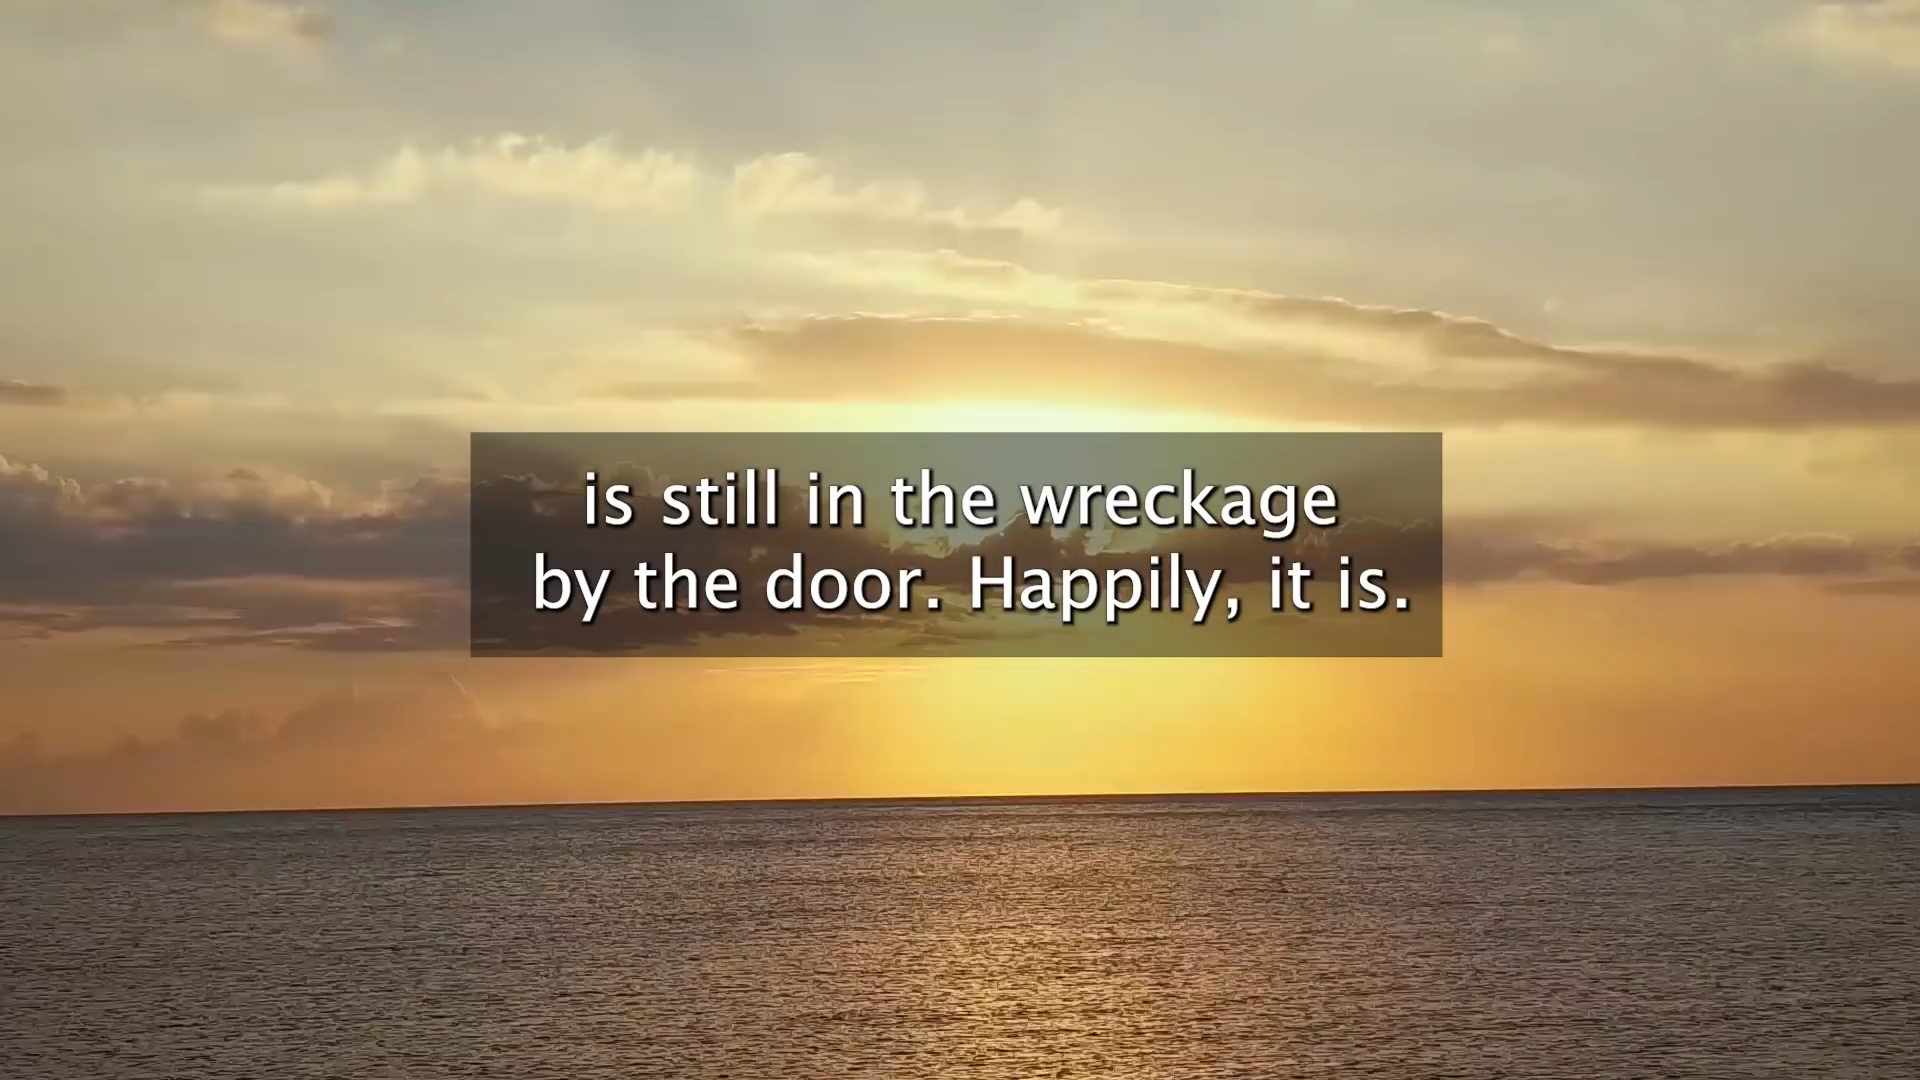 is still in the wreckage
by the door. Happily, it is.